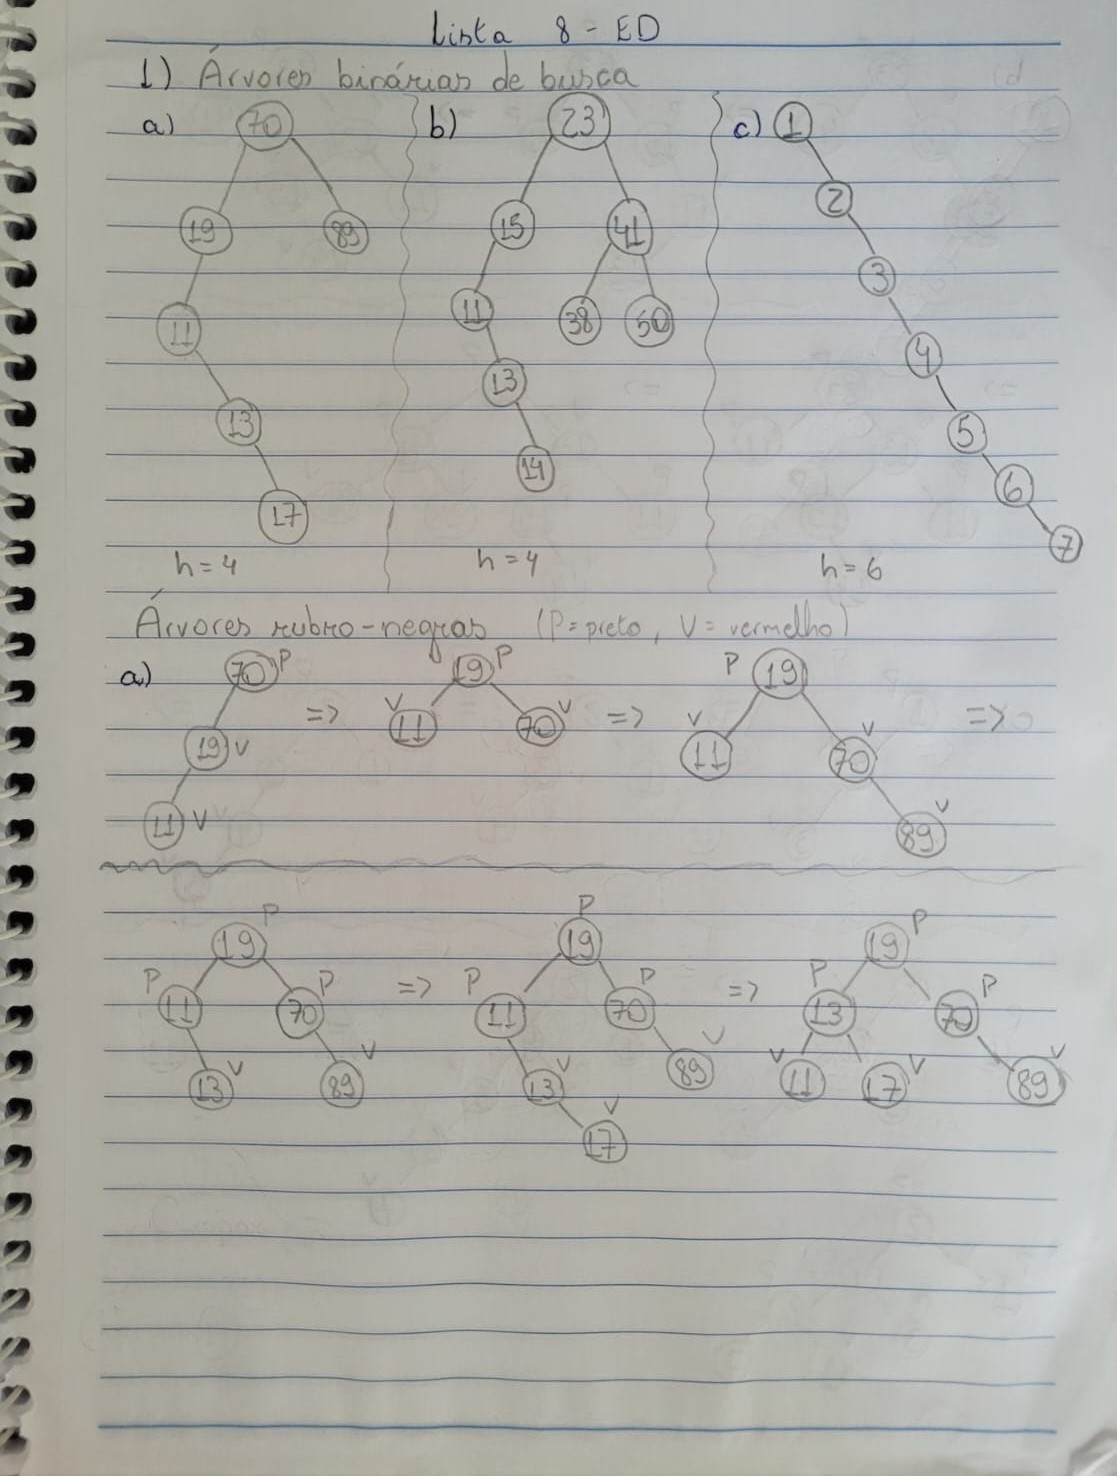 Lista 8 - ED
1) Árvores binárias de busca
a) 70 b) 23 c) 1
2
19 89 15 41
3
11 11 38 50
4
13 13
5
14
6
17
7
h = 4 h = 4 h = 6
Árvores rubro-negras (P = preto, V = vermelho)
a) 70 P 19 P P 19
=> V 11 70 V => V 11 70 V =>
19 V
11 V 89 V
19 P P 19 19 P
P 11 70 P => P 11 70 P => P 13 70 P
13 V 89 V 13 V 89 V V 11 17 V 89 V
17 V